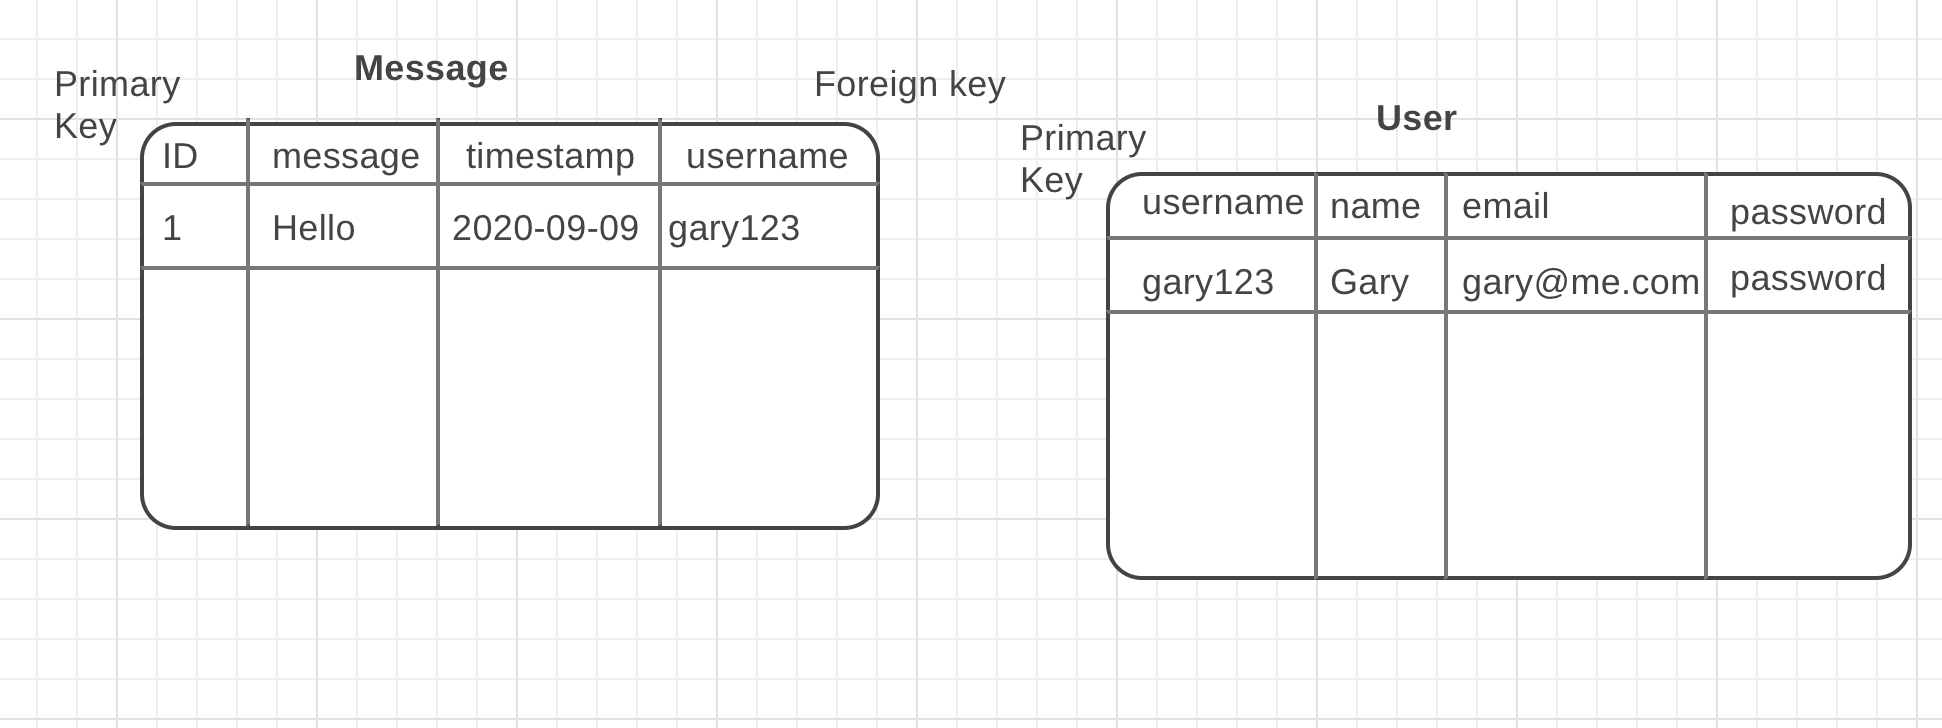 Message
Primary
Key
Foreign key
ID message timestamp username
1 Hello 2020-09-09 gary123
User
Primary
Key
username name email password
gary123 Gary gary@me.com password